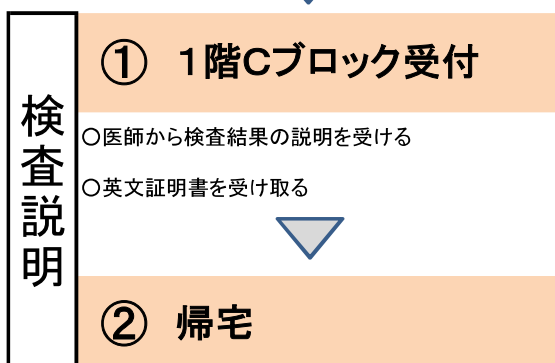 検査説明
① 1階Cブロック受付
○医師から検査結果の説明を受ける
○英文証明書を受け取る
② 帰宅